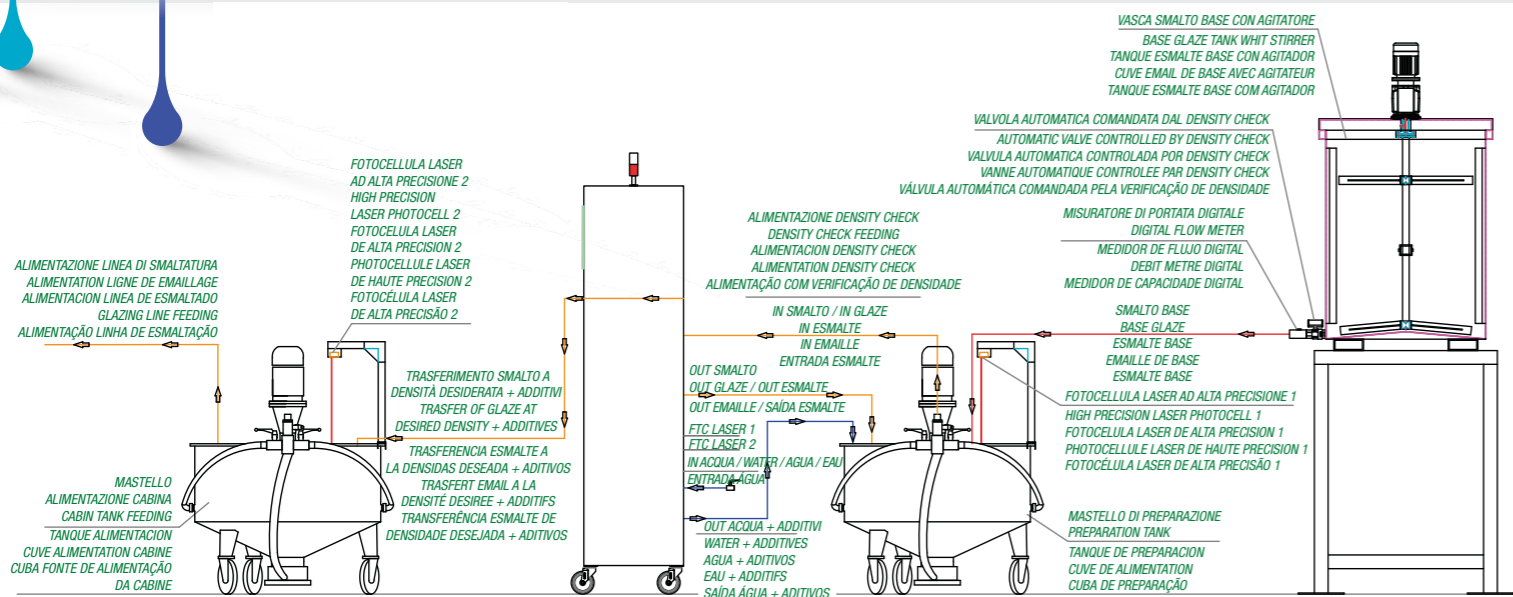 VASCA SMALTO BASE CON AGITATORE
BASE GLAZE TANK WHIT STIRRER
TANQUE ESMALTE BASE CON AGITADOR
CUVE EMAIL DE BASE AVEC AGITATEUR
TANQUE ESMALTE BASE COM AGITADOR
VALVOLA AUTOMATICA COMANDATA DAL DENSITY CHECK
AUTOMATIC VALVE CONTROLLED BY DENSITY CHECK
VALVULA AUTOMATICA CONTROLADA POR DENSITY CHECK
VANNE AUTOMATIQUE CONTROLEE PAR DENSITY CHECK
VÁLVULA AUTOMÁTICA COMANDADA PELA VERIFICAÇÃO DE DENSIDADE
FOTOCELLULA LASER
AD ALTA PRECISIONE 2
HIGH PRECISION
LASER PHOTOCELL 2
FOTOCELULA LASER
DE ALTA PRECISION 2
PHOTOCELLULE LASER
DE HAUTE PRECISION 2
FOTOCÉLULA LASER
DE ALTA PRECISÃO 2
ALIMENTAZIONE DENSITY CHECK
DENSITY CHECK FEEDING
ALIMENTACION DENSITY CHECK
ALIMENTATION DENSITY CHECK
ALIMENTAÇÃO COM VERIFICAÇÃO DE DENSIDADE
MISURATORE DI PORTATA DIGITALE
DIGITAL FLOW METER
MEDIDOR DE FLUJO DIGITAL
DEBIT METRE DIGITAL
MEDIDOR DE CAPACIDADE DIGITAL
ALIMENTAZIONE LINEA DI SMALTATURA
ALIMENTATION LIGNE DE EMAILLAGE
ALIMENTACION LINEA DE ESMALTADO
GLAZING LINE FEEDING
ALIMENTAÇÃO LINHA DE ESMALTAÇÃO
IN SMALTO / IN GLAZE
IN ESMALTE
IN EMAILLE
ENTRADA ESMALTE
SMALTO BASE
BASE GLAZE
ESMALTE BASE
EMAILLE DE BASE
ESMALTE BASE
TRASFERIMENTO SMALTO A
DENSITÀ DESIDERATA + ADDITIVI
TRASFER OF GLAZE AT
DESIRED DENSITY + ADDITIVES
TRASFERENCIA ESMALTE A
LA DENSIDAS DESEADA + ADITIVOS
TRASFERT EMAIL A LA
DENSITÉ DESIREE + ADDITIFS
TRANSFERÊNCIA ESMALTE DE
DENSIDADE DESEJADA + ADITIVOS
OUT SMALTO
OUT GLAZE / OUT ESMALTE
OUT EMAILLE / SAÍDA ESMALTE
FTC LASER 1
FTC LASER 2
IN ACQUA / WATER / AGUA / EAU
ENTRADA ÁGUA
FOTOCELLULA LASER AD ALTA PRECISIONE 1
HIGH PRECISION LASER PHOTOCELL 1
FOTOCELULA LASER DE ALTA PRECISION 1
PHOTOCELLULE LASER DE HAUTE PRECISION 1
FOTOCÉLULA LASER DE ALTA PRECISÃO 1
MASTELLO
ALIMENTAZIONE CABINA
CABIN TANK FEEDING
TANQUE ALIMENTACION
CUVE ALIMENTATION CABINE
CUBA FONTE DE ALIMENTAÇÃO
DA CABINE
OUT ACQUA + ADDITIVI
WATER + ADDITIVES
AGUA + ADITIVOS
EAU + ADDITIFS
SAÍDA ÁGUA + ADITIVOS
MASTELLO DI PREPARAZIONE
PREPARATION TANK
TANQUE DE PREPARACION
CUVE DE ALIMENTATION
CUBA DE PREPARAÇÃO